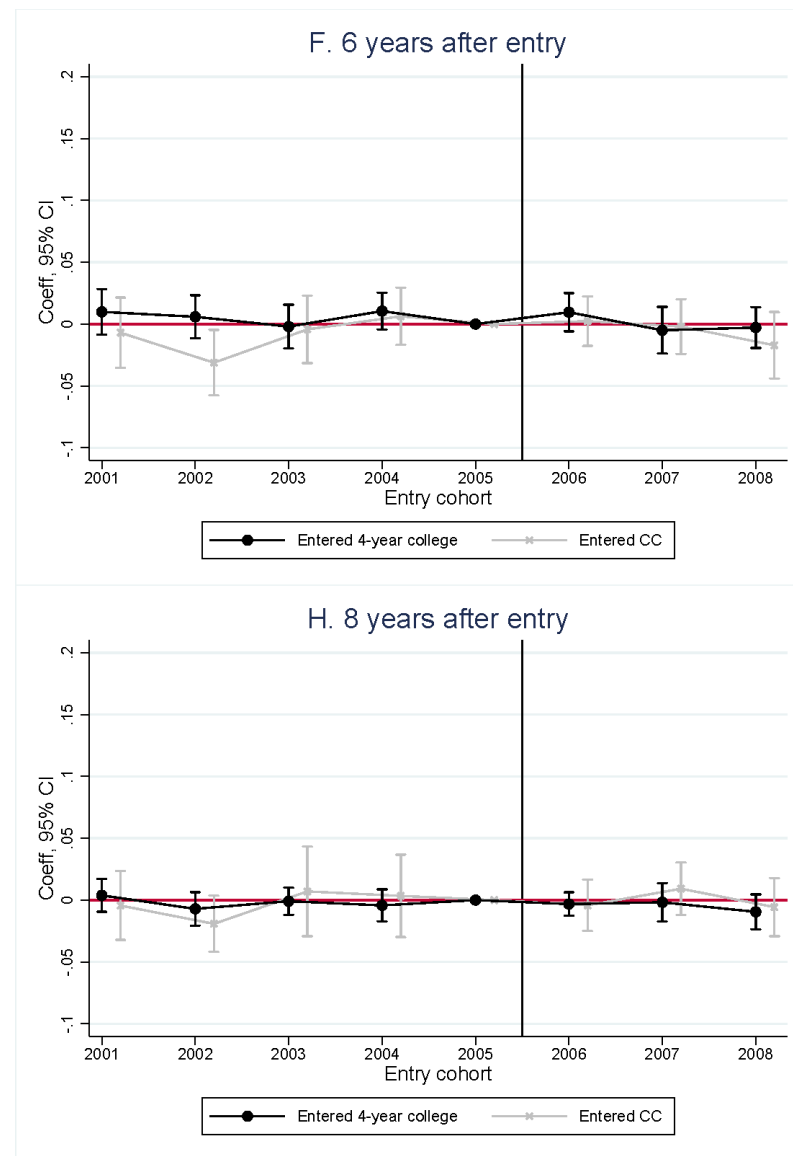 F. 6 years after entry
Coeff, 95% CI
.2
.15
.1
.05
0
-.05
-.1
2001 2002 2003 2004 2005 2006 2007 2008
Entry cohort
Entered 4-year college Entered CC
H. 8 years after entry
Coeff, 95% CI
.2
.15
.1
.05
0
-.05
-.1
2001 2002 2003 2004 2005 2006 2007 2008
Entry cohort
Entered 4-year college Entered CC